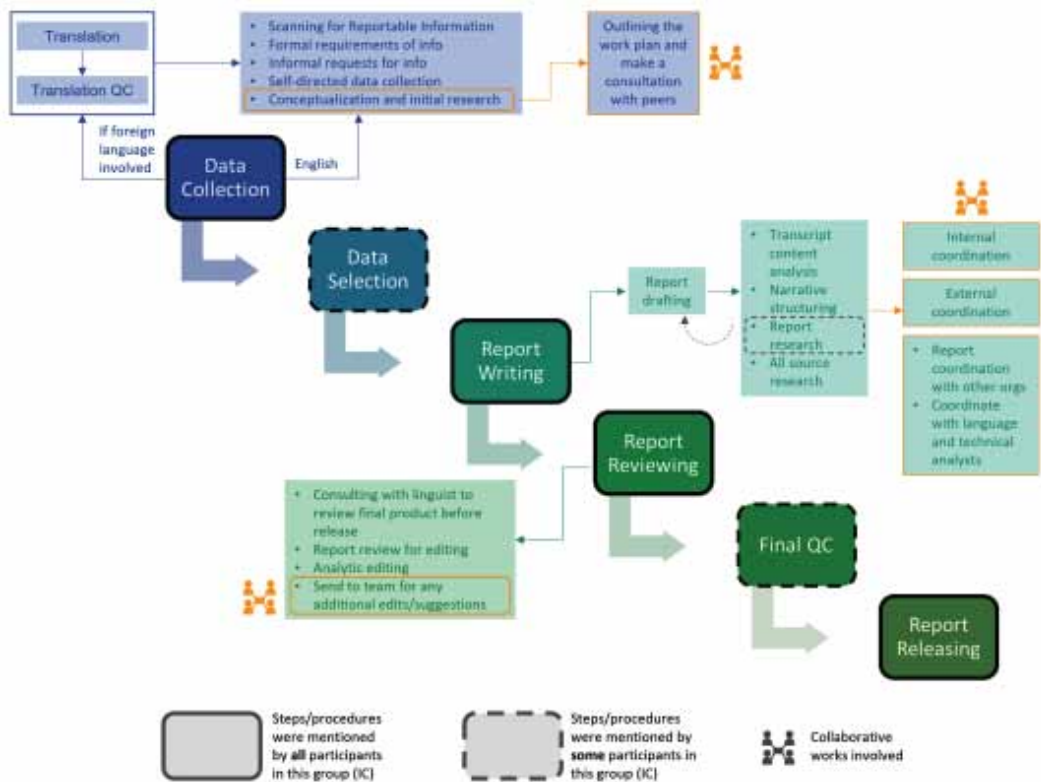 Translation
Translation QC
• Scanning for Reportable Information
• Formal requirements of info
• Informal requests for info
• Self-directed data collection
• Conceptualization and initial research
Outlining the
work plan and
make a
consultation
with peers
If foreign
language
involved
Data
Collection
English
Data
Selection
Report
Writing
Report
drafting
• Transcript
content
analysis
• Narrative
structuring
• Report
research
• All source
research
Internal
coordination
External
coordination
• Report
coordination
with other orgs
• Coordinate
with language
and technical
analysts
Report
Reviewing
• Consulting with linguist to
review final product before
release
• Report review for editing
• Analytic editing
• Send to team for any
additional edits/suggestions
Final QC
Report
Releasing
Steps/procedures
were mentioned
by all participants
in this group (IC)
Steps/procedures
were mentioned by
some participants in
this group (IC)
Collaborative
works involved